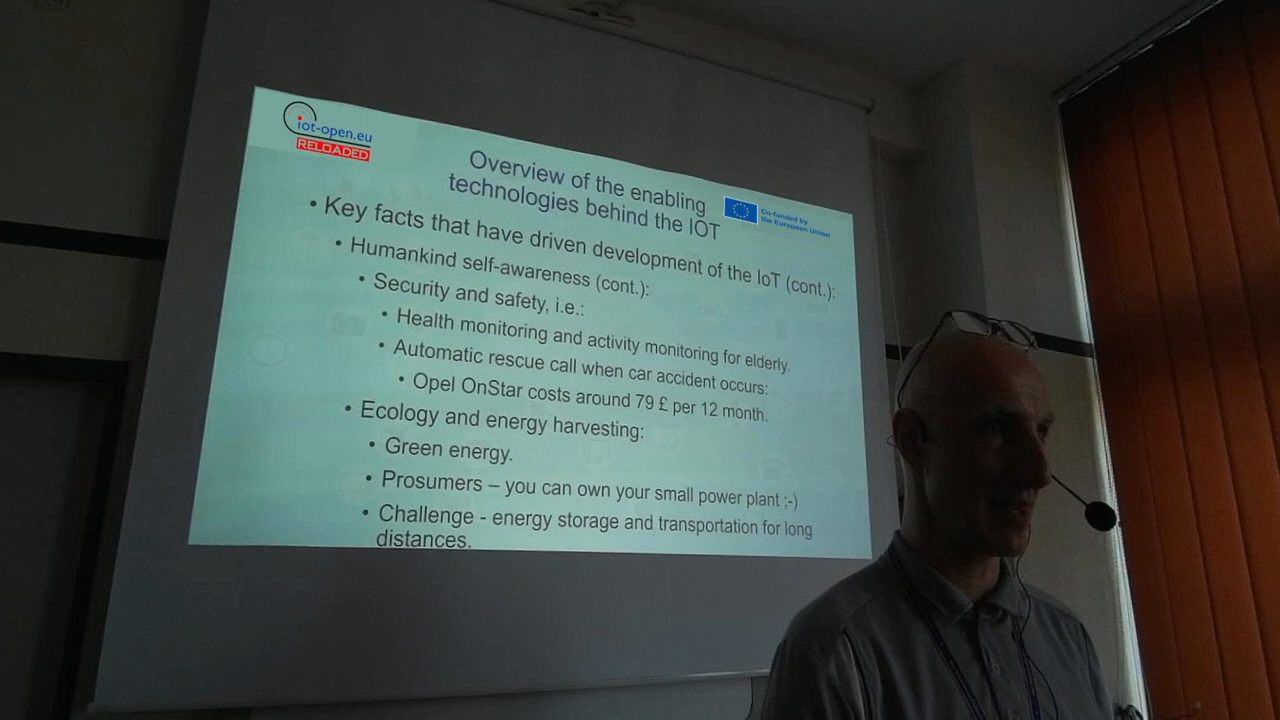 iot-open.eu
RELOADED
Overview of the enabling
technologies behind the IOT
Co-funded by
the European Union
• Key facts that have driven development of the IoT (cont.):
• Humankind self-awareness (cont.):
• Security and safety, i.e.:
• Health monitoring and activity monitoring for elderly.
• Automatic rescue call when car accident occurs:
• Opel OnStar costs around 79 £ per 12 month.
• Ecology and energy harvesting:
• Green energy.
• Prosumers – you can own your small power plant ;-)
• Challenge - energy storage and transportation for long
distances.